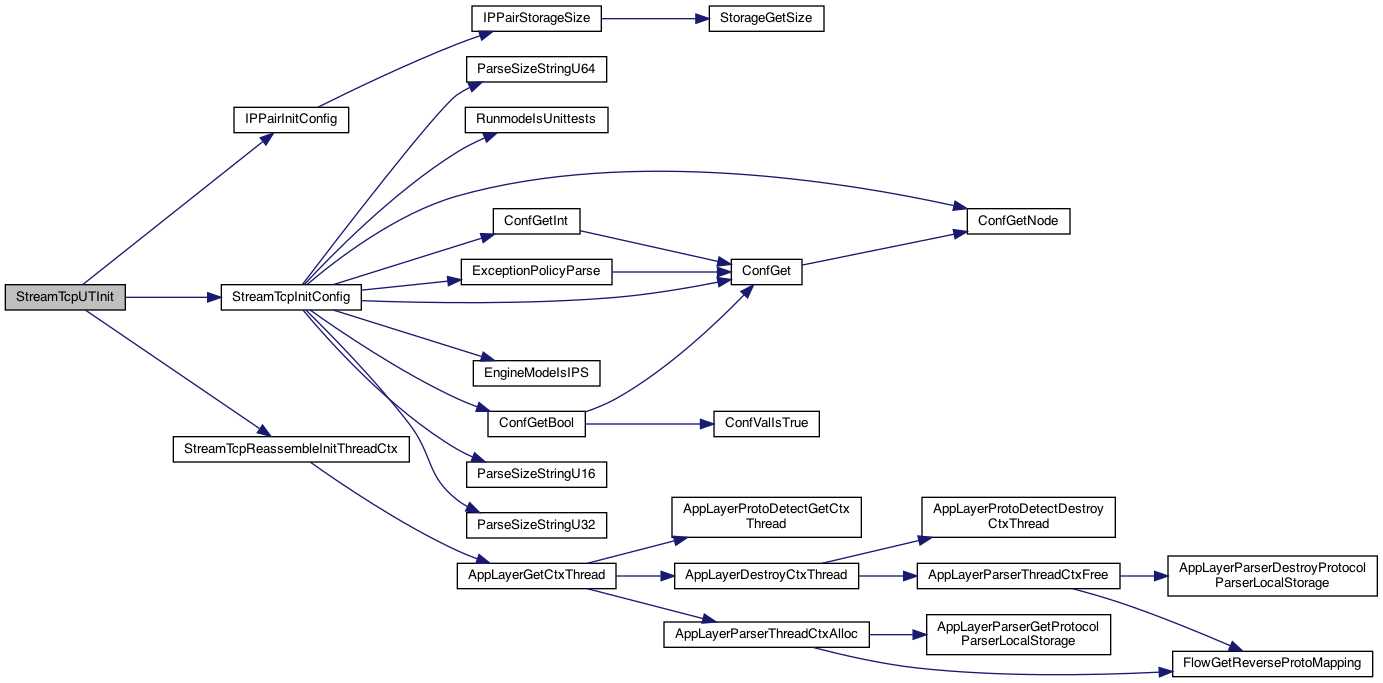 IPPairStorageSize
StorageGetSize
ParseSizeStringU64
IPPairInitConfig
RunmodeIsUnittests
ConfGetInt
ConfGetNode
ExceptionPolicyParse
ConfGet
StreamTcpUTInit
StreamTcpInitConfig
EngineModeIsIPS
ConfGetBool
ConfValIsTrue
StreamTcpReassembleInitThreadCtx
ParseSizeStringU16
ParseSizeStringU32
AppLayerProtoDetectGetCtx
Thread
AppLayerProtoDetectDestroy
CtxThread
AppLayerGetCtxThread
AppLayerDestroyCtxThread
AppLayerParserThreadCtxFree
AppLayerParserDestroyProtocol
ParserLocalStorage
AppLayerParserThreadCtxAlloc
AppLayerParserGetProtocol
ParserLocalStorage
FlowGetReverseProtoMapping